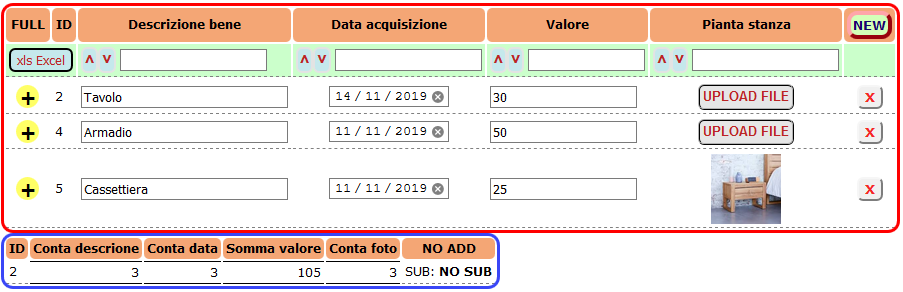 FULL ID Descrizione bene Data acquisizione Valore Pianta stanza NEW
xls Excel ʌ v ʌ v ʌ v ʌ v
+ 2 Tavolo 14 / 11 / 2019 30 UPLOAD FILE x
+ 4 Armadio 11 / 11 / 2019 50 UPLOAD FILE x
+ 5 Cassettiera 11 / 11 / 2019 25 x
ID Conta descrione Conta data Somma valore Conta foto NO ADD
2 3 3 105 3 SUB: NO SUB